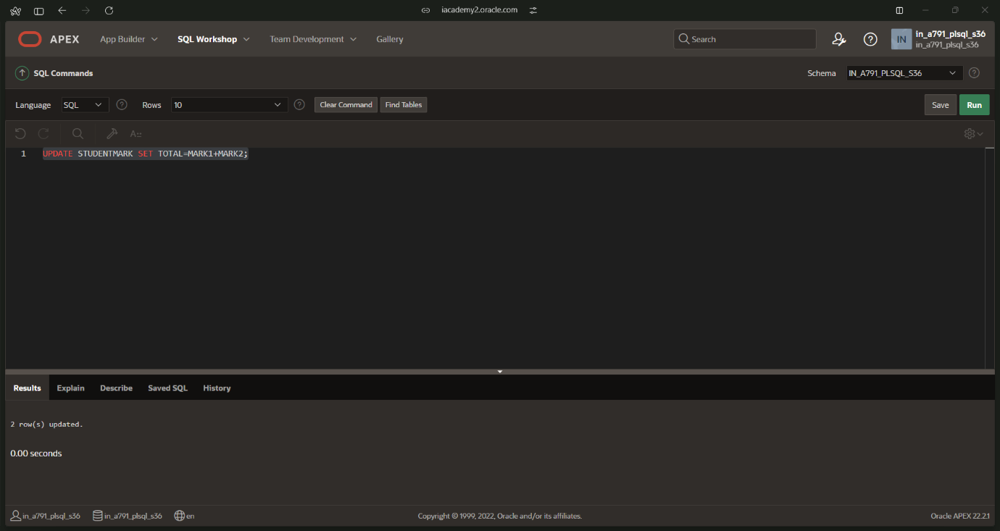 iacademy2.oracle.com
APEX App Builder SQL Workshop Team Development Gallery Search IN in_a791_plsql_s36
in_a791_plsql_s36
SQL Commands Schema IN_A791_PLSQL_S36
Language SQL Rows 10 Clear Command Find Tables Save Run
A::
1 UPDATE STUDENTMARK SET TOTAL=MARK1+MARK2;
Results Explain Describe Saved SQL History
2 row(s) updated.
0.00 seconds
in_a791_plsql_s36 in_a791_plsql_s36 en Copyright © 1999, 2022, Oracle and/or its affiliates. Oracle APEX 22.2.1